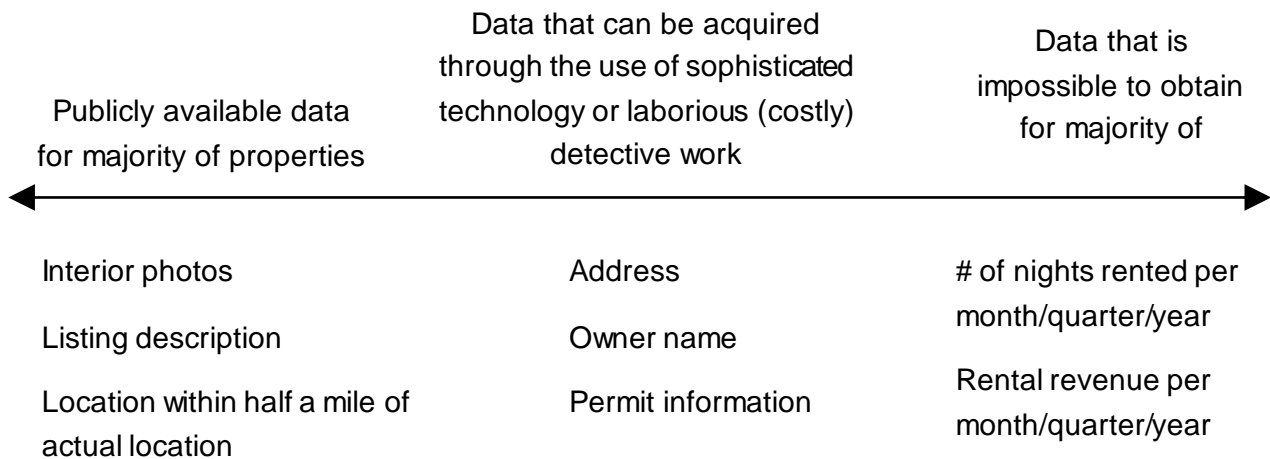 Publicly available data
for majority of properties
Data that can be acquired
through the use of sophisticated
technology or laborious (costly)
detective work
Data that is
impossible to obtain
for majority of
Interior photos
Listing description
Location within half a mile of
actual location
Address
Owner name
Permit information
# of nights rented per
month/quarter/year
Rental revenue per
month/quarter/year